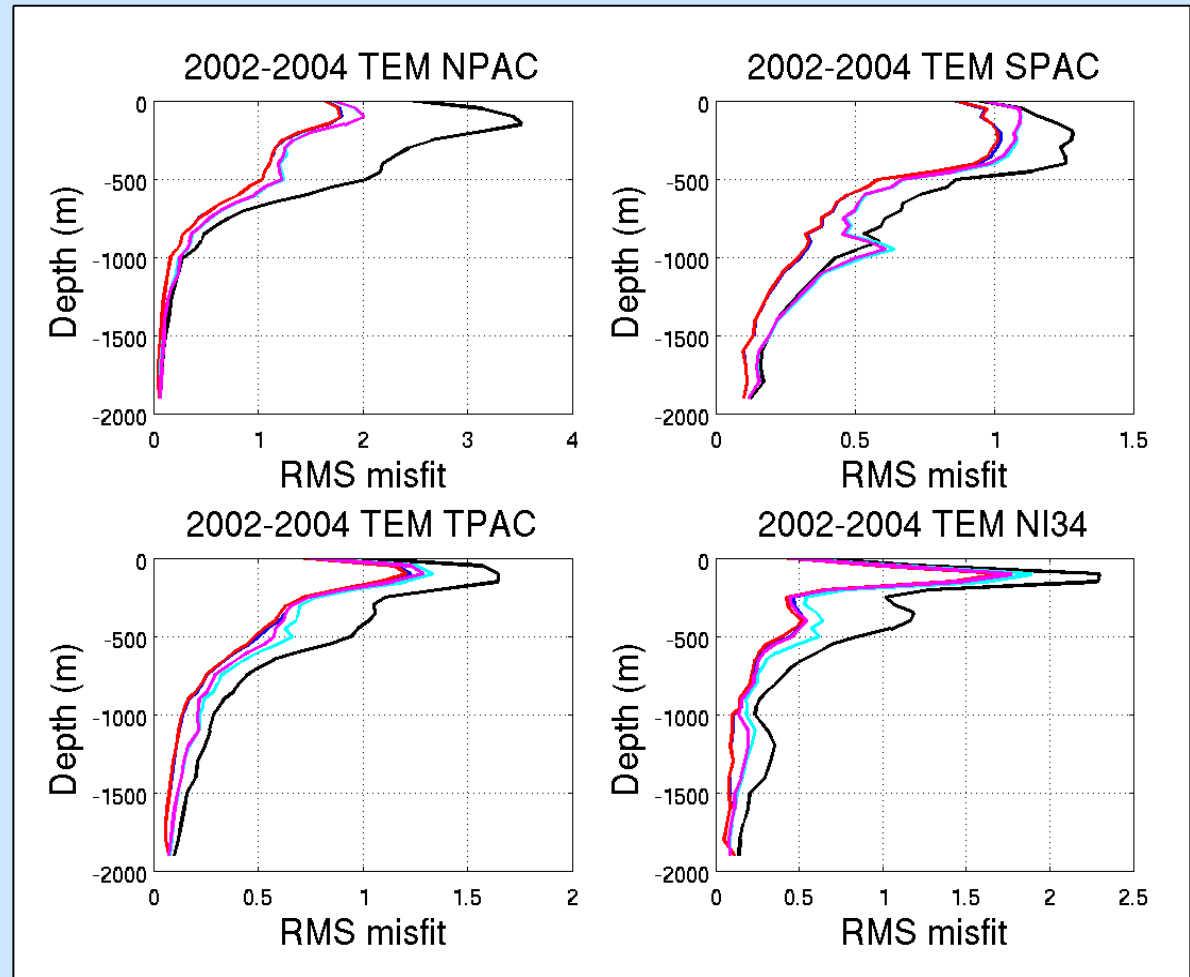 2002-2004 TEM NPAC
0
-500
-1000
-1500
-2000
Depth (m)
0 1 2 3 4
RMS misfit
2002-2004 TEM SPAC
0
-500
-1000
-1500
-2000
Depth (m)
0 0.5 1 1.5
RMS misfit
2002-2004 TEM TPAC
0
-500
-1000
-1500
-2000
Depth (m)
0 0.5 1 1.5 2
RMS misfit
2002-2004 TEM NI34
0
-500
-1000
-1500
-2000
Depth (m)
0 0.5 1 1.5 2 2.5
RMS misfit